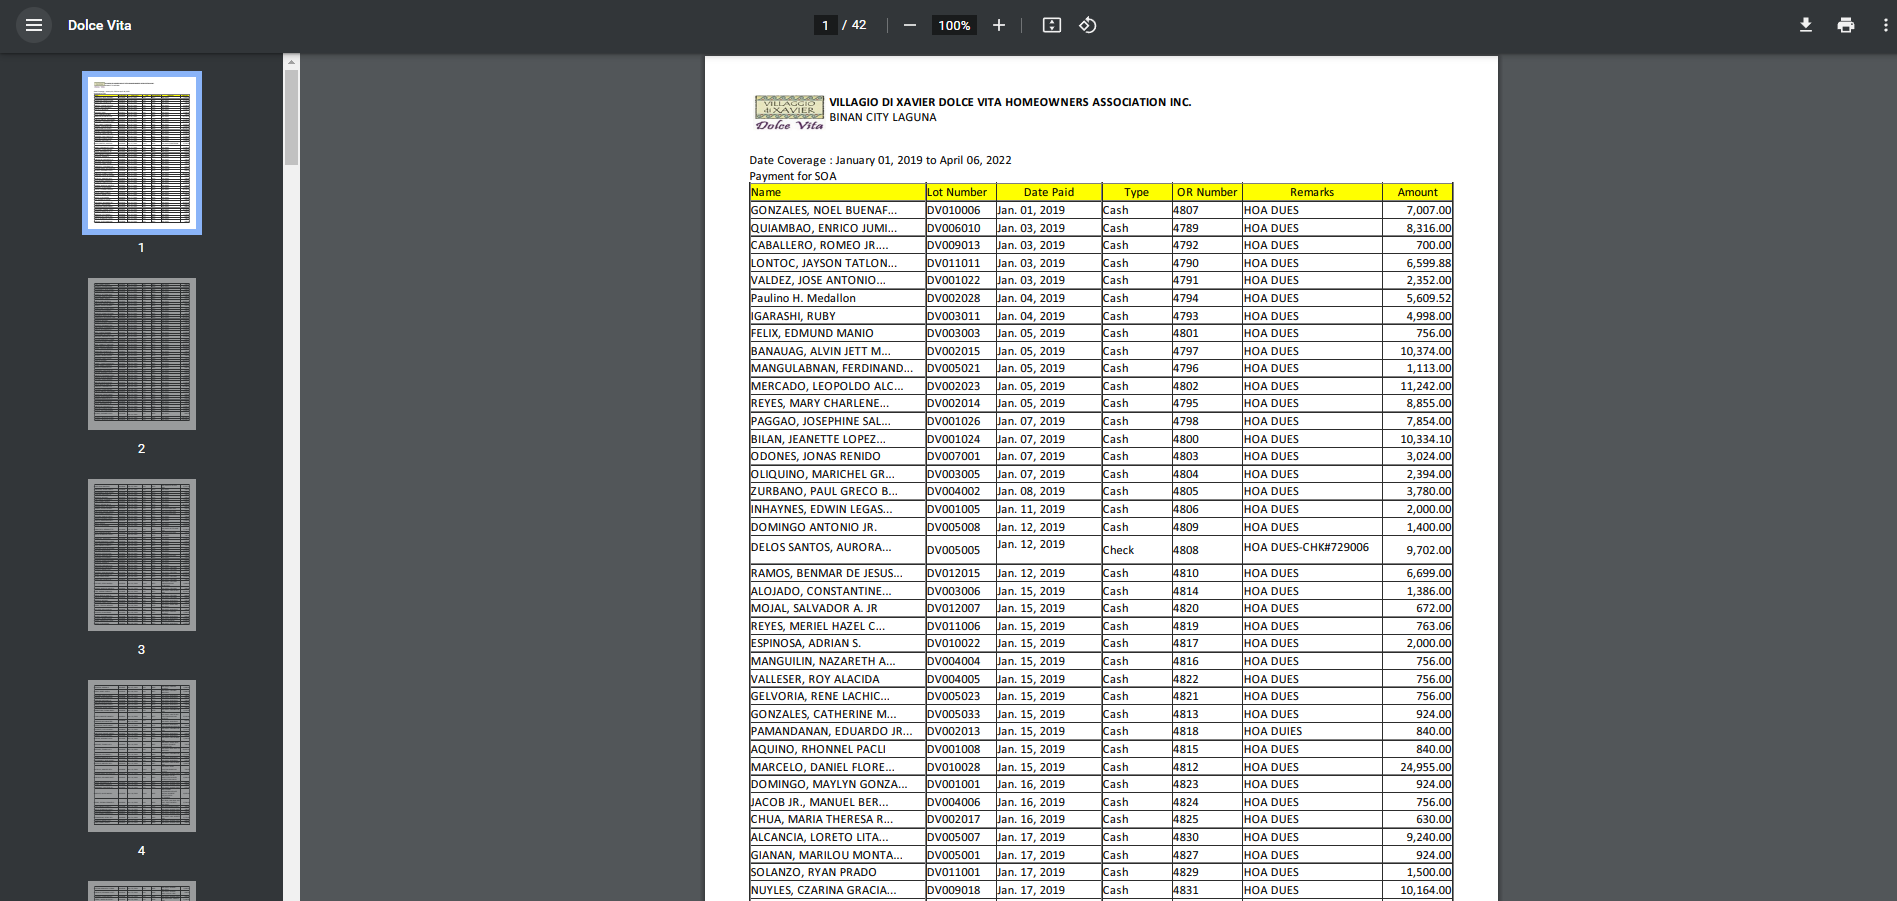 Dolce Vita
1 / 42
100%
VILLAGGIO
di XAVIER
Dolce Vita
VILLAGIO DI XAVIER DOLCE VITA HOMEOWNERS ASSOCIATION INC.
BINAN CITY LAGUNA
Date Coverage : January 01, 2019 to April 06, 2022
Payment for SOA
Name Lot Number Date Paid Type OR Number Remarks Amount
GONZALES, NOEL BUENAF... DV010006 Jan. 01, 2019 Cash 4807 HOA DUES 7,007.00
QUIAMBAO, ENRICO JUMI... DV006010 Jan. 03, 2019 Cash 4789 HOA DUES 8,316.00
CABALLERO, ROMEO JR.... DV009013 Jan. 03, 2019 Cash 4792 HOA DUES 700.00
LONTOC, JAYSON TATLON... DV011011 Jan. 03, 2019 Cash 4790 HOA DUES 6,599.88
VALDEZ, JOSE ANTONIO... DV001022 Jan. 03, 2019 Cash 4791 HOA DUES 2,352.00
Paulino H. Medallon DV002028 Jan. 04, 2019 Cash 4794 HOA DUES 5,609.52
IGARASHI, RUBY DV003011 Jan. 04, 2019 Cash 4793 HOA DUES 4,998.00
FELIX, EDMUND MANIO DV003003 Jan. 05, 2019 Cash 4801 HOA DUES 756.00
BANAUAG, ALVIN JETT M... DV002015 Jan. 05, 2019 Cash 4797 HOA DUES 10,374.00
MANGULABNAN, FERDINAND... DV005021 Jan. 05, 2019 Cash 4796 HOA DUES 1,113.00
MERCADO, LEOPOLDO ALC... DV002023 Jan. 05, 2019 Cash 4802 HOA DUES 11,242.00
REYES, MARY CHARLENE... DV002014 Jan. 05, 2019 Cash 4795 HOA DUES 8,855.00
PAGGAO, JOSEPHINE SAL... DV001026 Jan. 07, 2019 Cash 4798 HOA DUES 7,854.00
BILAN, JEANETTE LOPEZ... DV001024 Jan. 07, 2019 Cash 4800 HOA DUES 10,334.10
ODONES, JONAS RENIDO DV007001 Jan. 07, 2019 Cash 4803 HOA DUES 3,024.00
OLIQUINO, MARICHEL GR... DV003005 Jan. 07, 2019 Cash 4804 HOA DUES 2,394.00
ZURBANO, PAUL GRECO B... DV004002 Jan. 08, 2019 Cash 4805 HOA DUES 3,780.00
INHAYNES, EDWIN LEGAS... DV001005 Jan. 11, 2019 Cash 4806 HOA DUES 2,000.00
DOMINGO ANTONIO JR. DV005008 Jan. 12, 2019 Cash 4809 HOA DUES 1,400.00
DELOS SANTOS, AURORA... DV005005 Jan. 12, 2019 Check 4808 HOA DUES-CHK#729006 9,702.00
RAMOS, BENMAR DE JESUS... DV012015 Jan. 12, 2019 Cash 4810 HOA DUES 6,699.00
ALOJADO, CONSTANTINE... DV003006 Jan. 15, 2019 Cash 4814 HOA DUES 1,386.00
MOJAL, SALVADOR A. JR DV012007 Jan. 15, 2019 Cash 4820 HOA DUES 672.00
REYES, MERIEL HAZEL C... DV011006 Jan. 15, 2019 Cash 4819 HOA DUES 763.06
ESPINOSA, ADRIAN S. DV010022 Jan. 15, 2019 Cash 4817 HOA DUES 2,000.00
MANGUILIN, NAZARETH A... DV004004 Jan. 15, 2019 Cash 4816 HOA DUES 756.00
VALLESER, ROY ALACIDA DV004005 Jan. 15, 2019 Cash 4822 HOA DUES 756.00
GELVORIA, RENE LACHIC... DV005023 Jan. 15, 2019 Cash 4821 HOA DUES 756.00
GONZALES, CATHERINE M... DV005033 Jan. 15, 2019 Cash 4813 HOA DUES 924.00
PAMANDANAN, EDUARDO JR... DV002013 Jan. 15, 2019 Cash 4818 HOA DUIES 840.00
AQUINO, RHONNEL PACLI DV001008 Jan. 15, 2019 Cash 4815 HOA DUES 840.00
MARCELO, DANIEL FLORE... DV010028 Jan. 15, 2019 Cash 4812 HOA DUES 24,955.00
DOMINGO, MAYLYN GONZA... DV001001 Jan. 16, 2019 Cash 4823 HOA DUES 924.00
JACOB JR., MANUEL BER... DV004006 Jan. 16, 2019 Cash 4824 HOA DUES 756.00
CHUA, MARIA THERESA R... DV002017 Jan. 16, 2019 Cash 4825 HOA DUES 630.00
ALCANCIA, LORETO LITA... DV005007 Jan. 17, 2019 Cash 4830 HOA DUES 9,240.00
GIANAN, MARILOU MONTA... DV005001 Jan. 17, 2019 Cash 4827 HOA DUES 924.00
SOLANZO, RYAN PRADO DV011001 Jan. 17, 2019 Cash 4829 HOA DUES 1,500.00
NUYLES, CZARINA GRACIA... DV009018 Jan. 17, 2019 Cash 4831 HOA DUES 10,164.00
1
2
3
4